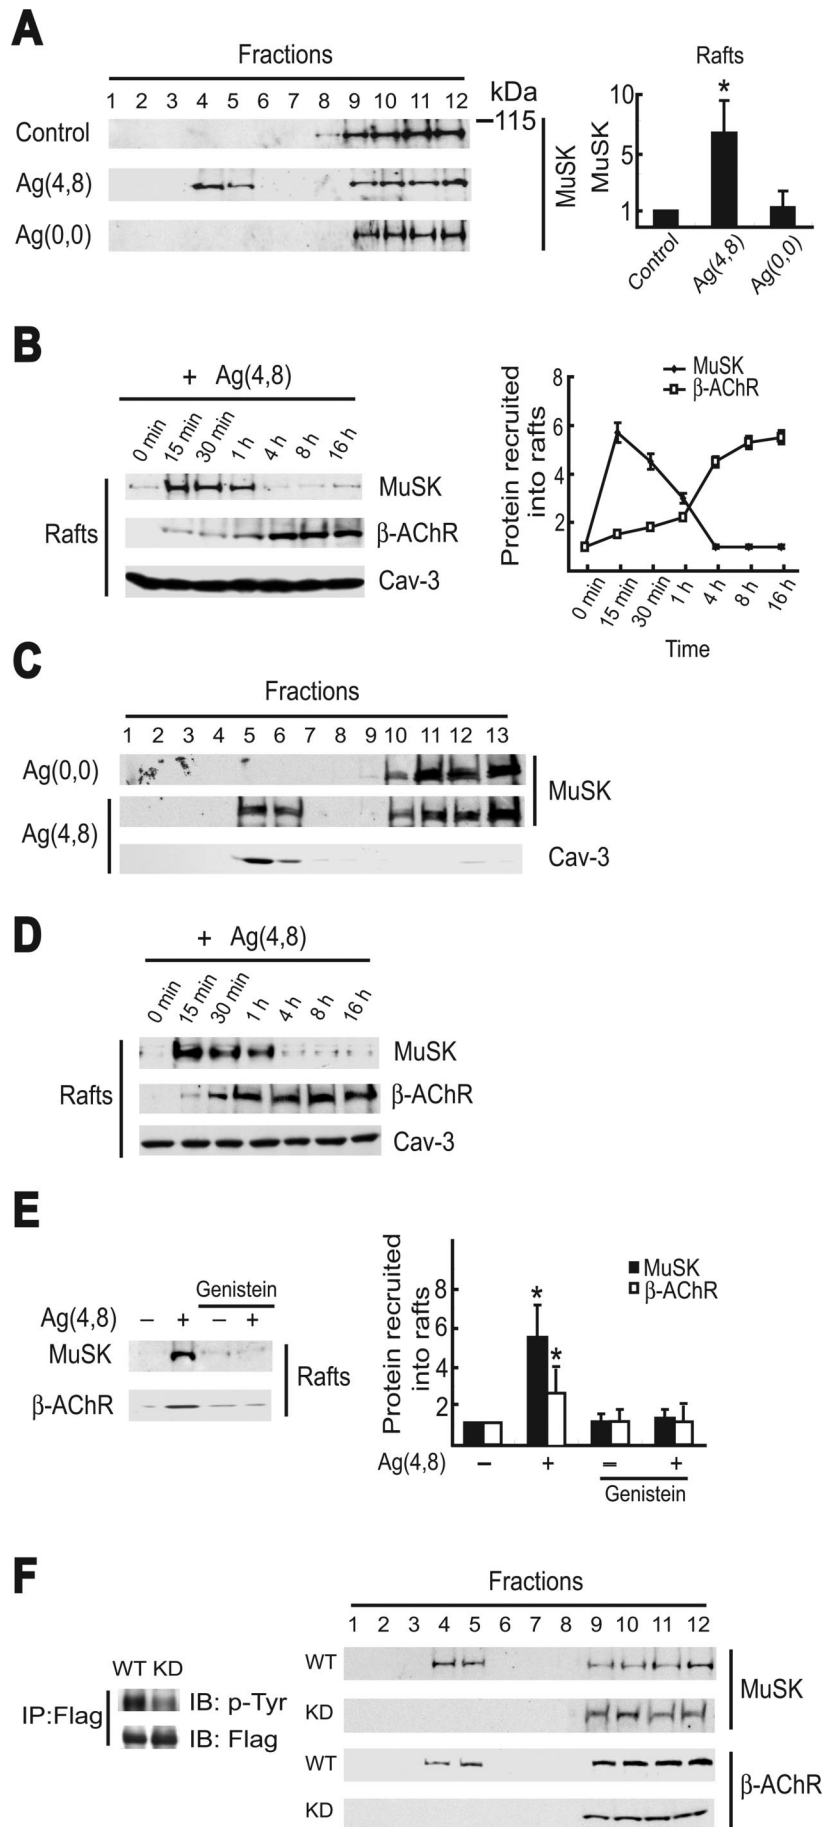 A
Fractions
1 2 3 4 5 6 7 8 9 10 11 12
kDa
115
Control
Ag(4,8)
Ag(0,0)
MuSK
Rafts
MuSK
10
5
1
*
Control
Ag(4,8)
Ag(0,0)
B
+ Ag(4,8)
0 min 15 min 30 min 1 h 4 h 8 h 16 h
Rafts
MuSK
β-AChR
Cav-3
Protein recruited
into rafts
8
6
4
2
MuSK
β-AChR
0 min 15 min 30 min 1 h 4 h 8 h 16 h
Time
C
Fractions
1 2 3 4 5 6 7 8 9 10 11 12 13
Ag(0,0)
Ag(4,8)
MuSK
Cav-3
D
+ Ag(4,8)
0 min 15 min 30 min 1 h 4 h 8 h 16 h
Rafts
MuSK
β-AChR
Cav-3
E
Genistein
Ag(4,8) – + – +
MuSK
β-AChR
Rafts
Protein recruited
into rafts
8
6
4
2
MuSK
β-AChR
*
*
Ag(4,8) – + = +
Genistein
F
WT KD
IP:Flag
IB: p-Tyr
IB: Flag
Fractions
1 2 3 4 5 6 7 8 9 10 11 12
WT
KD
MuSK
WT
KD
β-AChR